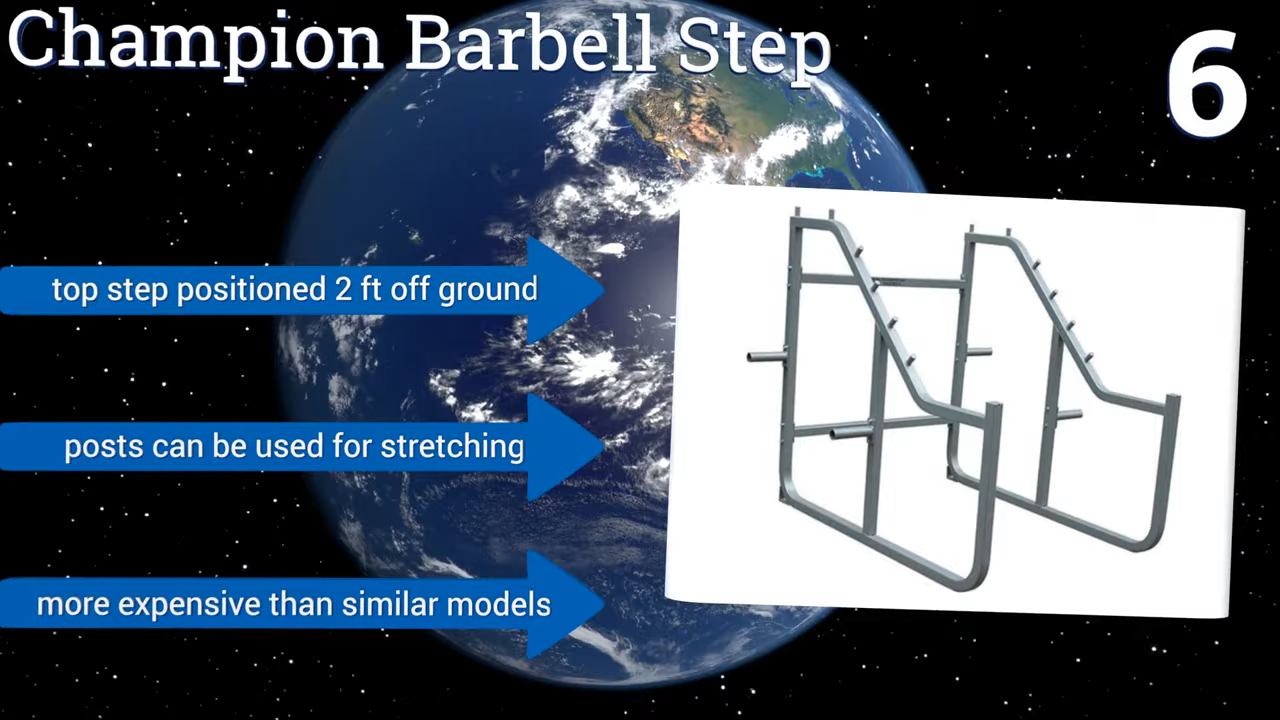 Champion Barbell Step
6
top step positioned 2 ft off ground
posts can be used for stretching
more expensive than similar models